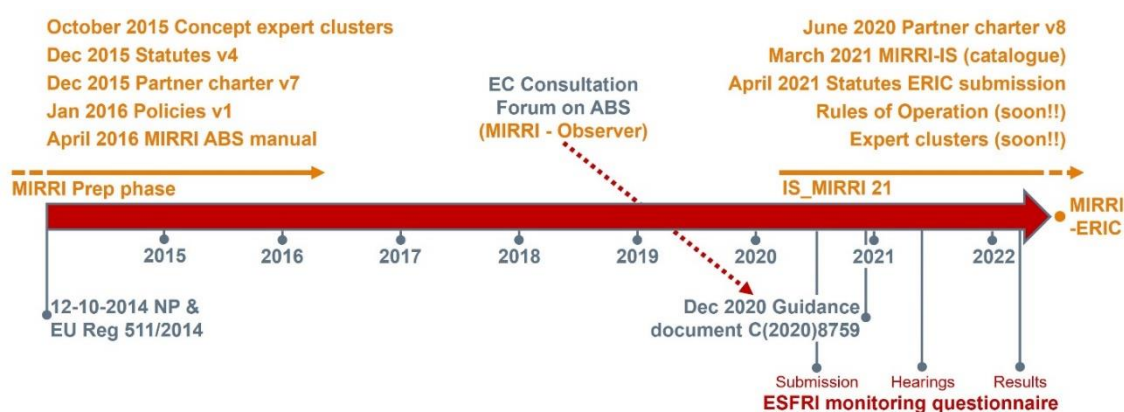 October 2015 Concept expert clusters
Dec 2015 Statutes v4
Dec 2015 Partner charter v7
Jan 2016 Policies v1
April 2016 MIRRI ABS manual
EC Consultation
Forum on ABS
(MIRRI - Observer)
June 2020 Partner charter v8
March 2021 MIRRI-IS (catalogue)
April 2021 Statutes ERIC submission
Rules of Operation (soon!!)
Expert clusters (soon!!)
MIRRI Prep phase
IS_MIRRI 21
MIRRI
-ERIC
2015
2016
2017
2018
2019
2020
2021
2022
12-10-2014 NP &
EU Reg 511/2014
Dec 2020 Guidance
document C(2020)8759
Submission
Hearings
Results
ESFRI monitoring questionnaire